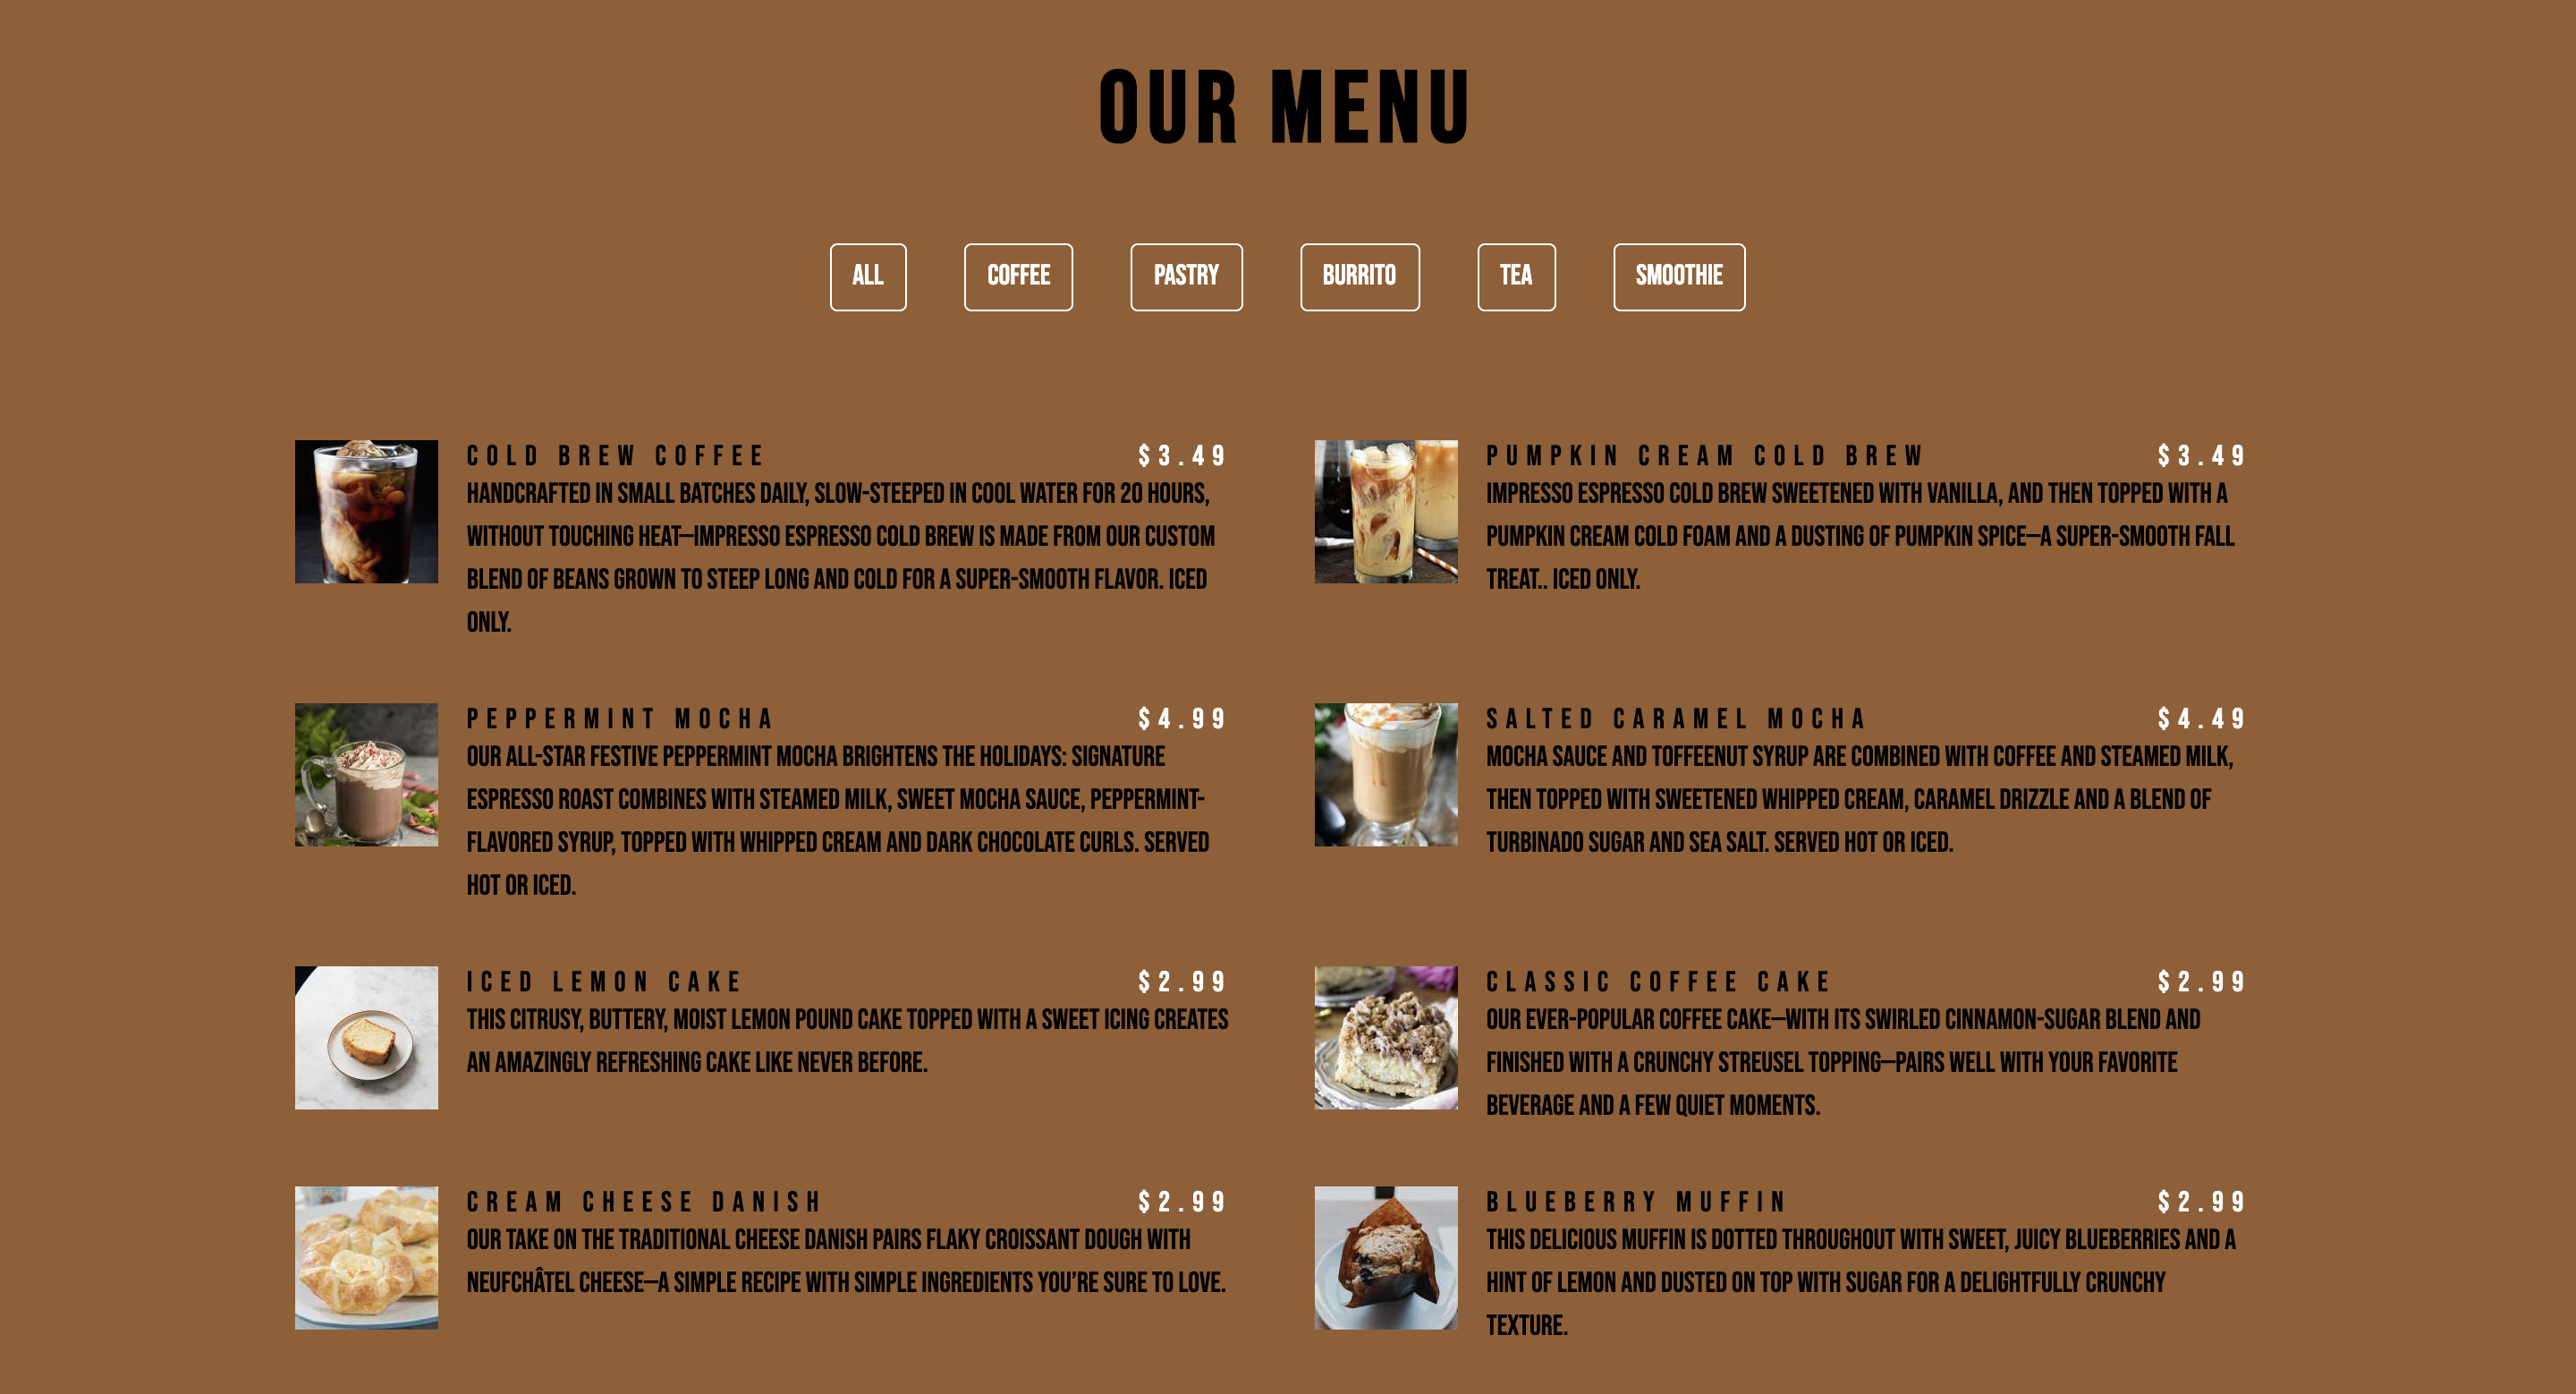 OUR MENU
ALL
COFFEE
PASTRY
BURRITO
TEA
SMOOTHIE
COLD BREW COFFEE $3.49
HANDCRAFTED IN SMALL BATCHES DAILY, SLOW-STEEPED IN COOL WATER FOR 20 HOURS,
WITHOUT TOUCHING HEAT—IMPRESSO ESPRESSO COLD BREW IS MADE FROM OUR CUSTOM
BLEND OF BEANS GROWN TO STEEP LONG AND COLD FOR A SUPER-SMOOTH FLAVOR. ICED
ONLY.
PUMPKIN CREAM COLD BREW $3.49
IMPRESSO ESPRESSO COLD BREW SWEETENED WITH VANILLA, AND THEN TOPPED WITH A
PUMPKIN CREAM COLD FOAM AND A DUSTING OF PUMPKIN SPICE—A SUPER-SMOOTH FALL
TREAT.. ICED ONLY.
PEPPERMINT MOCHA $4.99
OUR ALL-STAR FESTIVE PEPPERMINT MOCHA BRIGHTENS THE HOLIDAYS: SIGNATURE
ESPRESSO ROAST COMBINES WITH STEAMED MILK, SWEET MOCHA SAUCE, PEPPERMINT-
FLAVORED SYRUP, TOPPED WITH WHIPPED CREAM AND DARK CHOCOLATE CURLS. SERVED
HOT OR ICED.
SALTED CARAMEL MOCHA $4.49
MOCHA SAUCE AND TOFFEENUT SYRUP ARE COMBINED WITH COFFEE AND STEAMED MILK,
THEN TOPPED WITH SWEETENED WHIPPED CREAM, CARAMEL DRIZZLE AND A BLEND OF
TURBINADO SUGAR AND SEA SALT. SERVED HOT OR ICED.
ICED LEMON CAKE $2.99
THIS CITRUSY, BUTTERY, MOIST LEMON POUND CAKE TOPPED WITH A SWEET ICING CREATES
AN AMAZINGLY REFRESHING CAKE LIKE NEVER BEFORE.
CLASSIC COFFEE CAKE $2.99
OUR EVER-POPULAR COFFEE CAKE—WITH ITS SWIRLED CINNAMON-SUGAR BLEND AND
FINISHED WITH A CRUNCHY STREUSEL TOPPING—PAIRS WELL WITH YOUR FAVORITE
BEVERAGE AND A FEW QUIET MOMENTS.
CREAM CHEESE DANISH $2.99
OUR TAKE ON THE TRADITIONAL CHEESE DANISH PAIRS FLAKY CROISSANT DOUGH WITH
NEUFCHÂTEL CHEESE—A SIMPLE RECIPE WITH SIMPLE INGREDIENTS YOU’RE SURE TO LOVE.
BLUEBERRY MUFFIN $2.99
THIS DELICIOUS MUFFIN IS DOTTED THROUGHOUT WITH SWEET, JUICY BLUEBERRIES AND A
HINT OF LEMON AND DUSTED ON TOP WITH SUGAR FOR A DELIGHTFULLY CRUNCHY
TEXTURE.